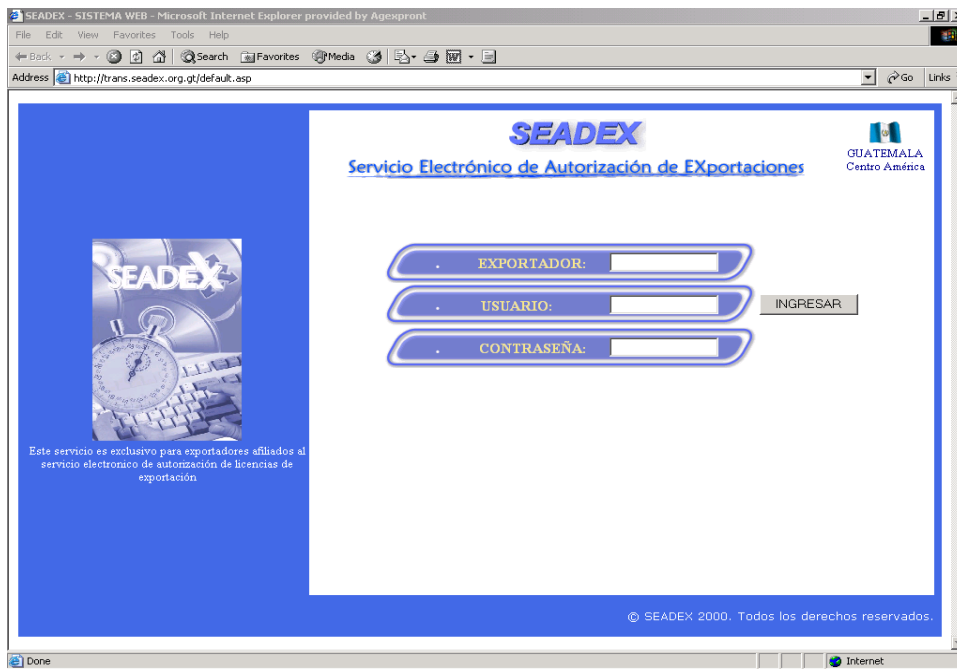 SEADEX - SISTEMA WEB - Microsoft Internet Explorer provided by Agexpront
File Edit View Favorites Tools Help
Back Search Favorites Media
Address http://trans.seadex.org.gt/default.asp Go Links
SEADEX
Servicio Electrónico de Autorización de EXportaciones
GUATEMALA
Centro América
SEADEX
EXPORTADOR:
USUARIO:
INGRESAR
CONTRASEÑA:
Este servicio es exclusivo para exportadores afiliados al
servicio electronico de autorización de licencias de
exportación
© SEADEX 2000. Todos los derechos reservados.
Done Internet